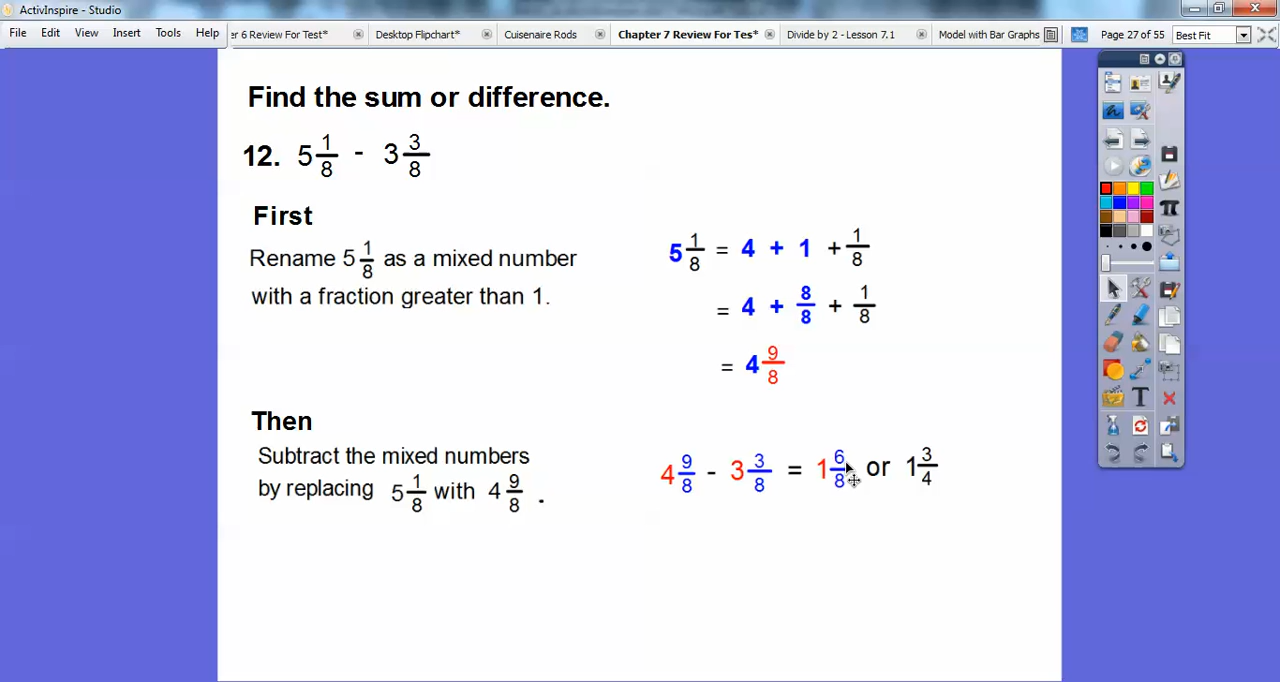 ActivInspire - Studio
File Edit View Insert Tools Help
er 6 Review For Test* Desktop Flipchart* Cuisenaire Rods Chapter 7 Review For Tes* Divide by 2 - Lesson 7.1 Model with Bar Graphs Page 27 of 55 Best Fit
Find the sum or difference.
12. 5 1/8 - 3 3/8
First
Rename 5 1/8 as a mixed number
with a fraction greater than 1.
5 1/8 = 4 + 1 + 1/8
= 4 + 8/8 + 1/8
= 4 9/8
Then
Subtract the mixed numbers
by replacing 5 1/8 with 4 9/8 .
4 9/8 - 3 3/8 = 1 6/8 or 1 3/4